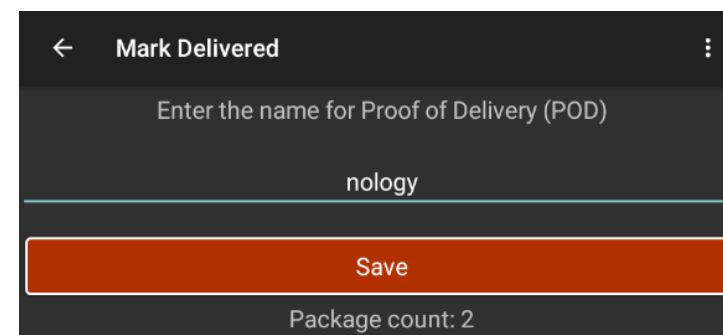 Mark Delivered
Enter the name for Proof of Delivery (POD)
nology
Save
Package count: 2